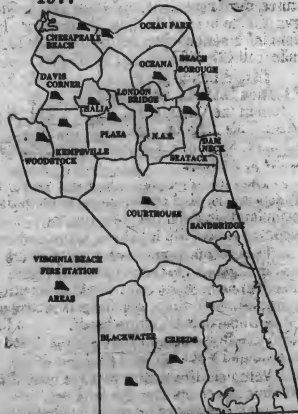 1977
OCEAN PARK
CHESAPEAKE
BEACH
OCEANA
BEACH
BOROUGH
DAVIS
CORNER
LONDON
BRIDGE
THALIA
PLAZA
N.A.S.
DAM
NECK
KEMPSVILLE
SEATACK
WOODSTOCK
COURTHOUSE
SANDBRIDGE
VIRGINIA BEACH
FIRE STATION
AREAS
BLACKWATER
CREEDS